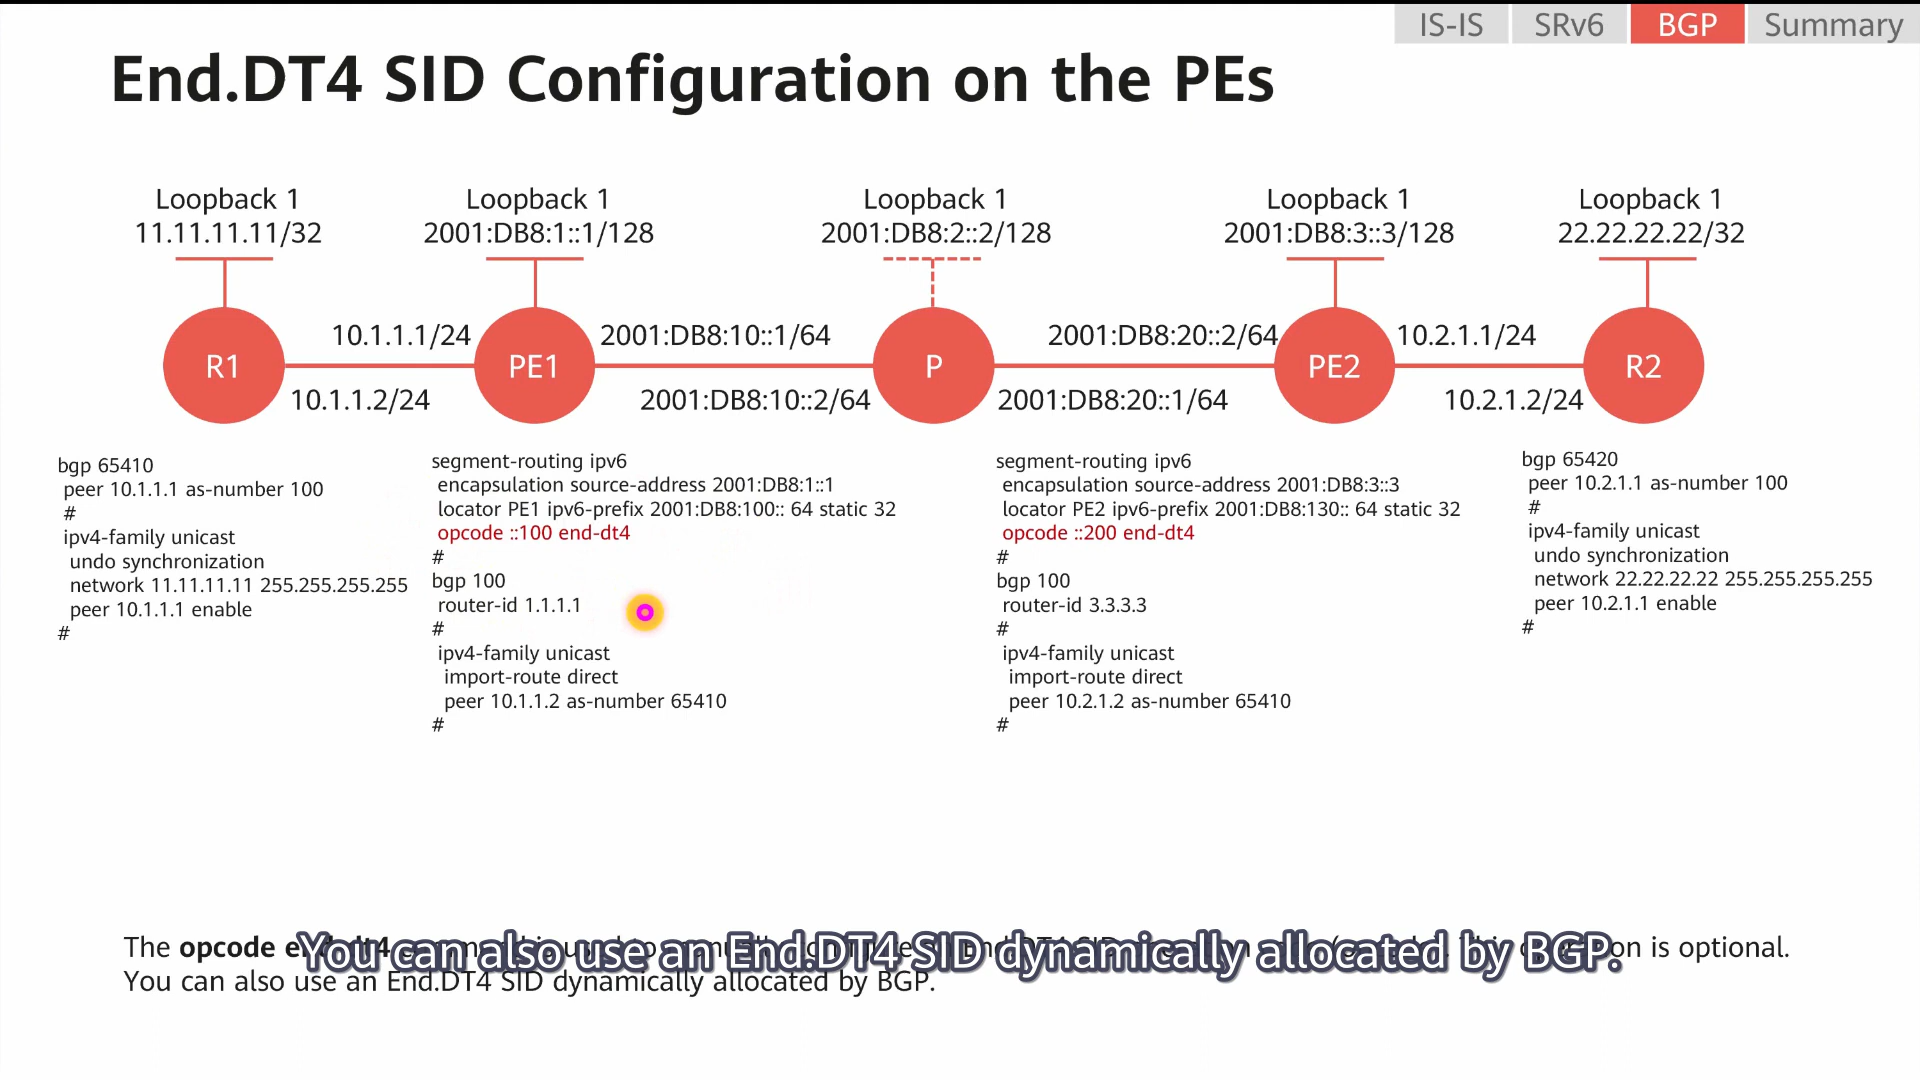 IS-IS
SRv6
BGP
Summary
End.DT4 SID Configuration on the PEs
Loopback 1
11.11.11.11/32
Loopback 1
2001:DB8:1::1/128
Loopback 1
2001:DB8:2::2/128
Loopback 1
2001:DB8:3::3/128
Loopback 1
22.22.22.22/32
R1
10.1.1.1/24
10.1.1.2/24
PE1
2001:DB8:10::1/64
2001:DB8:10::2/64
P
2001:DB8:20::2/64
2001:DB8:20::1/64
PE2
10.2.1.1/24
10.2.1.2/24
R2
bgp 65410
peer 10.1.1.1 as-number 100
#
ipv4-family unicast
undo synchronization
network 11.11.11.11 255.255.255.255
peer 10.1.1.1 enable
#
segment-routing ipv6
encapsulation source-address 2001:DB8:1::1
locator PE1 ipv6-prefix 2001:DB8:100:: 64 static 32
opcode ::100 end-dt4
#
bgp 100
router-id 1.1.1.1
#
ipv4-family unicast
import-route direct
peer 10.1.1.2 as-number 65410
#
segment-routing ipv6
encapsulation source-address 2001:DB8:3::3
locator PE2 ipv6-prefix 2001:DB8:130:: 64 static 32
opcode ::200 end-dt4
#
bgp 100
router-id 3.3.3.3
#
ipv4-family unicast
import-route direct
peer 10.2.1.2 as-number 65410
#
bgp 65420
peer 10.2.1.1 as-number 100
#
ipv4-family unicast
undo synchronization
network 22.22.22.22 255.255.255.255
peer 10.2.1.1 enable
#
The opcode is optional.
You can also use an End.DT4 SID dynamically allocated by BGP.
You can also use an End.DT4 SID dynamically allocated by BGP.